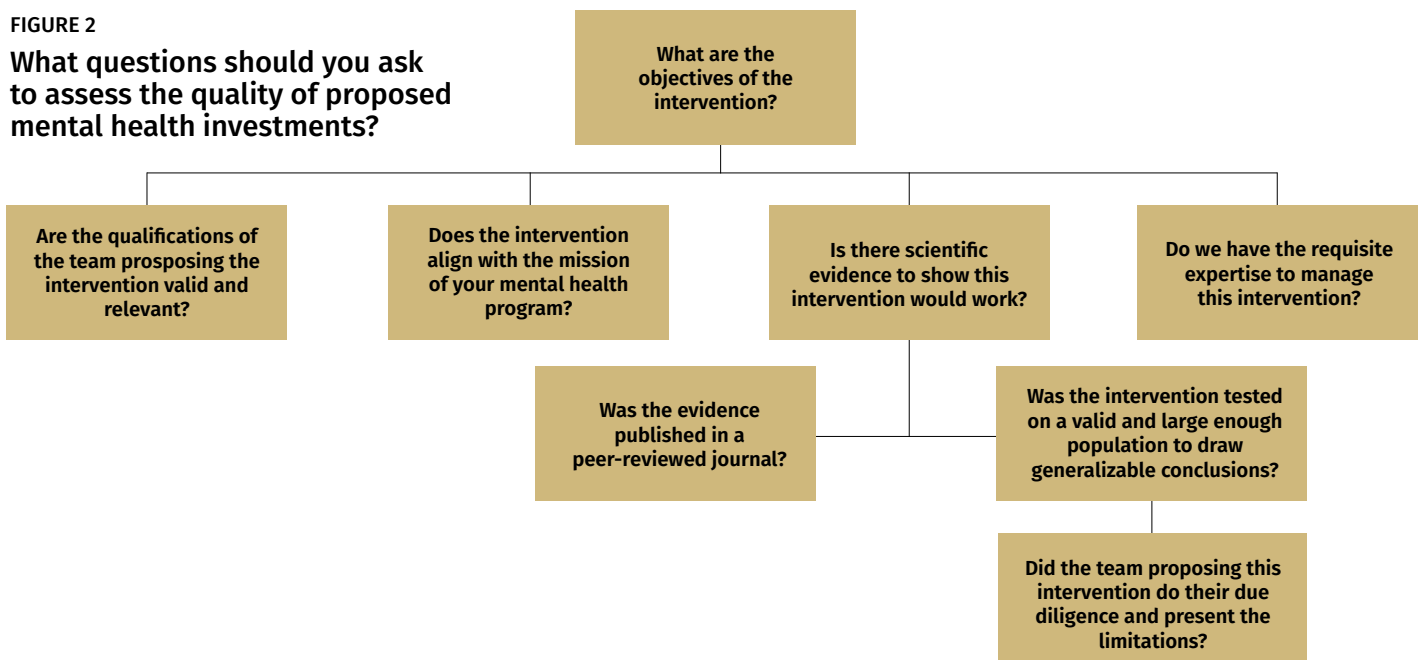 FIGURE 2
What questions should you ask
to assess the quality of proposed
mental health investments?
What are the
objectives of the
intervention?
Are the qualifications of
the team prosposing the
intervention valid and
relevant?
Does the intervention
align with the mission
of your mental health
program?
Is there scientific
evidence to show this
intervention would work?
Do we have the requisite
expertise to manage
this intervention?
Was the evidence
published in a
peer-reviewed journal?
Was the intervention tested
on a valid and large enough
population to draw
generalizable conclusions?
Did the team proposing this
intervention do their due
diligence and present the
limitations?